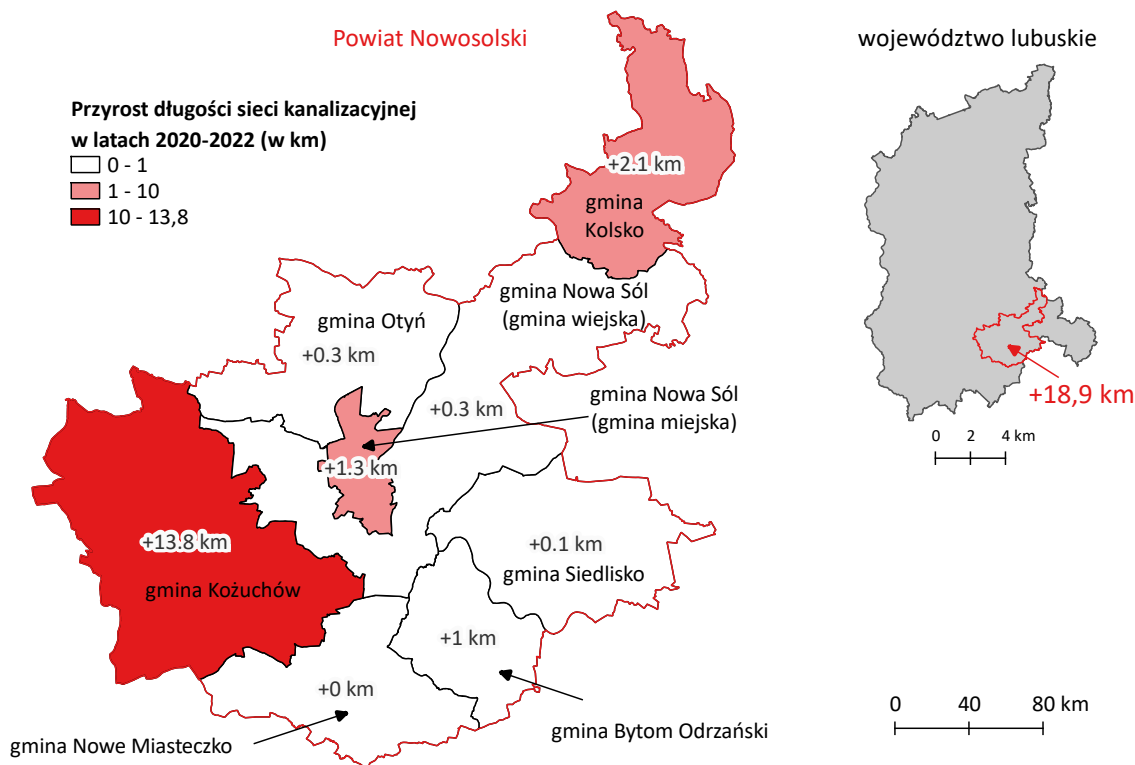 Powiat Nowosolski
województwo lubuskie
Przyrost długości sieci kanalizacyjnej
w latach 2020-2022 (w km)
0 - 1
1 - 10
10 - 13,8
+2.1 km
gmina
Kolsko
gmina Nowa Sól
(gmina wiejska)
gmina Otyń
+0.3 km
gmina Nowa Sól
(gmina miejska)
+0.3 km
+1.3 km
+18,9 km
0 2 4 km
+13.8 km
gmina Kożuchów
+0.1 km
gmina Siedlisko
+1 km
+0 km
gmina Bytom Odrzański
gmina Nowe Miasteczko
0 40 80 km